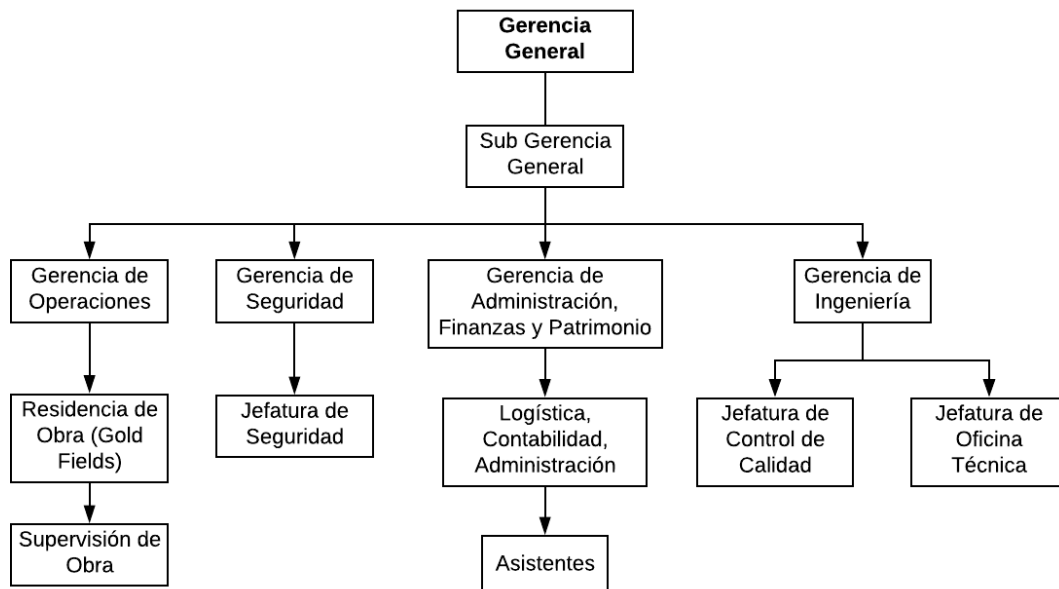 Gerencia
General
Sub Gerencia
General
Gerencia de
Operaciones
Gerencia de
Seguridad
Gerencia de
Administración,
Finanzas y Patrimonio
Gerencia de
Ingeniería
Residencia de
Obra (Gold
Fields)
Jefatura de
Seguridad
Logística,
Contabilidad,
Administración
Jefatura de
Control de
Calidad
Jefatura de
Oficina
Técnica
Supervisión de
Obra
Asistentes